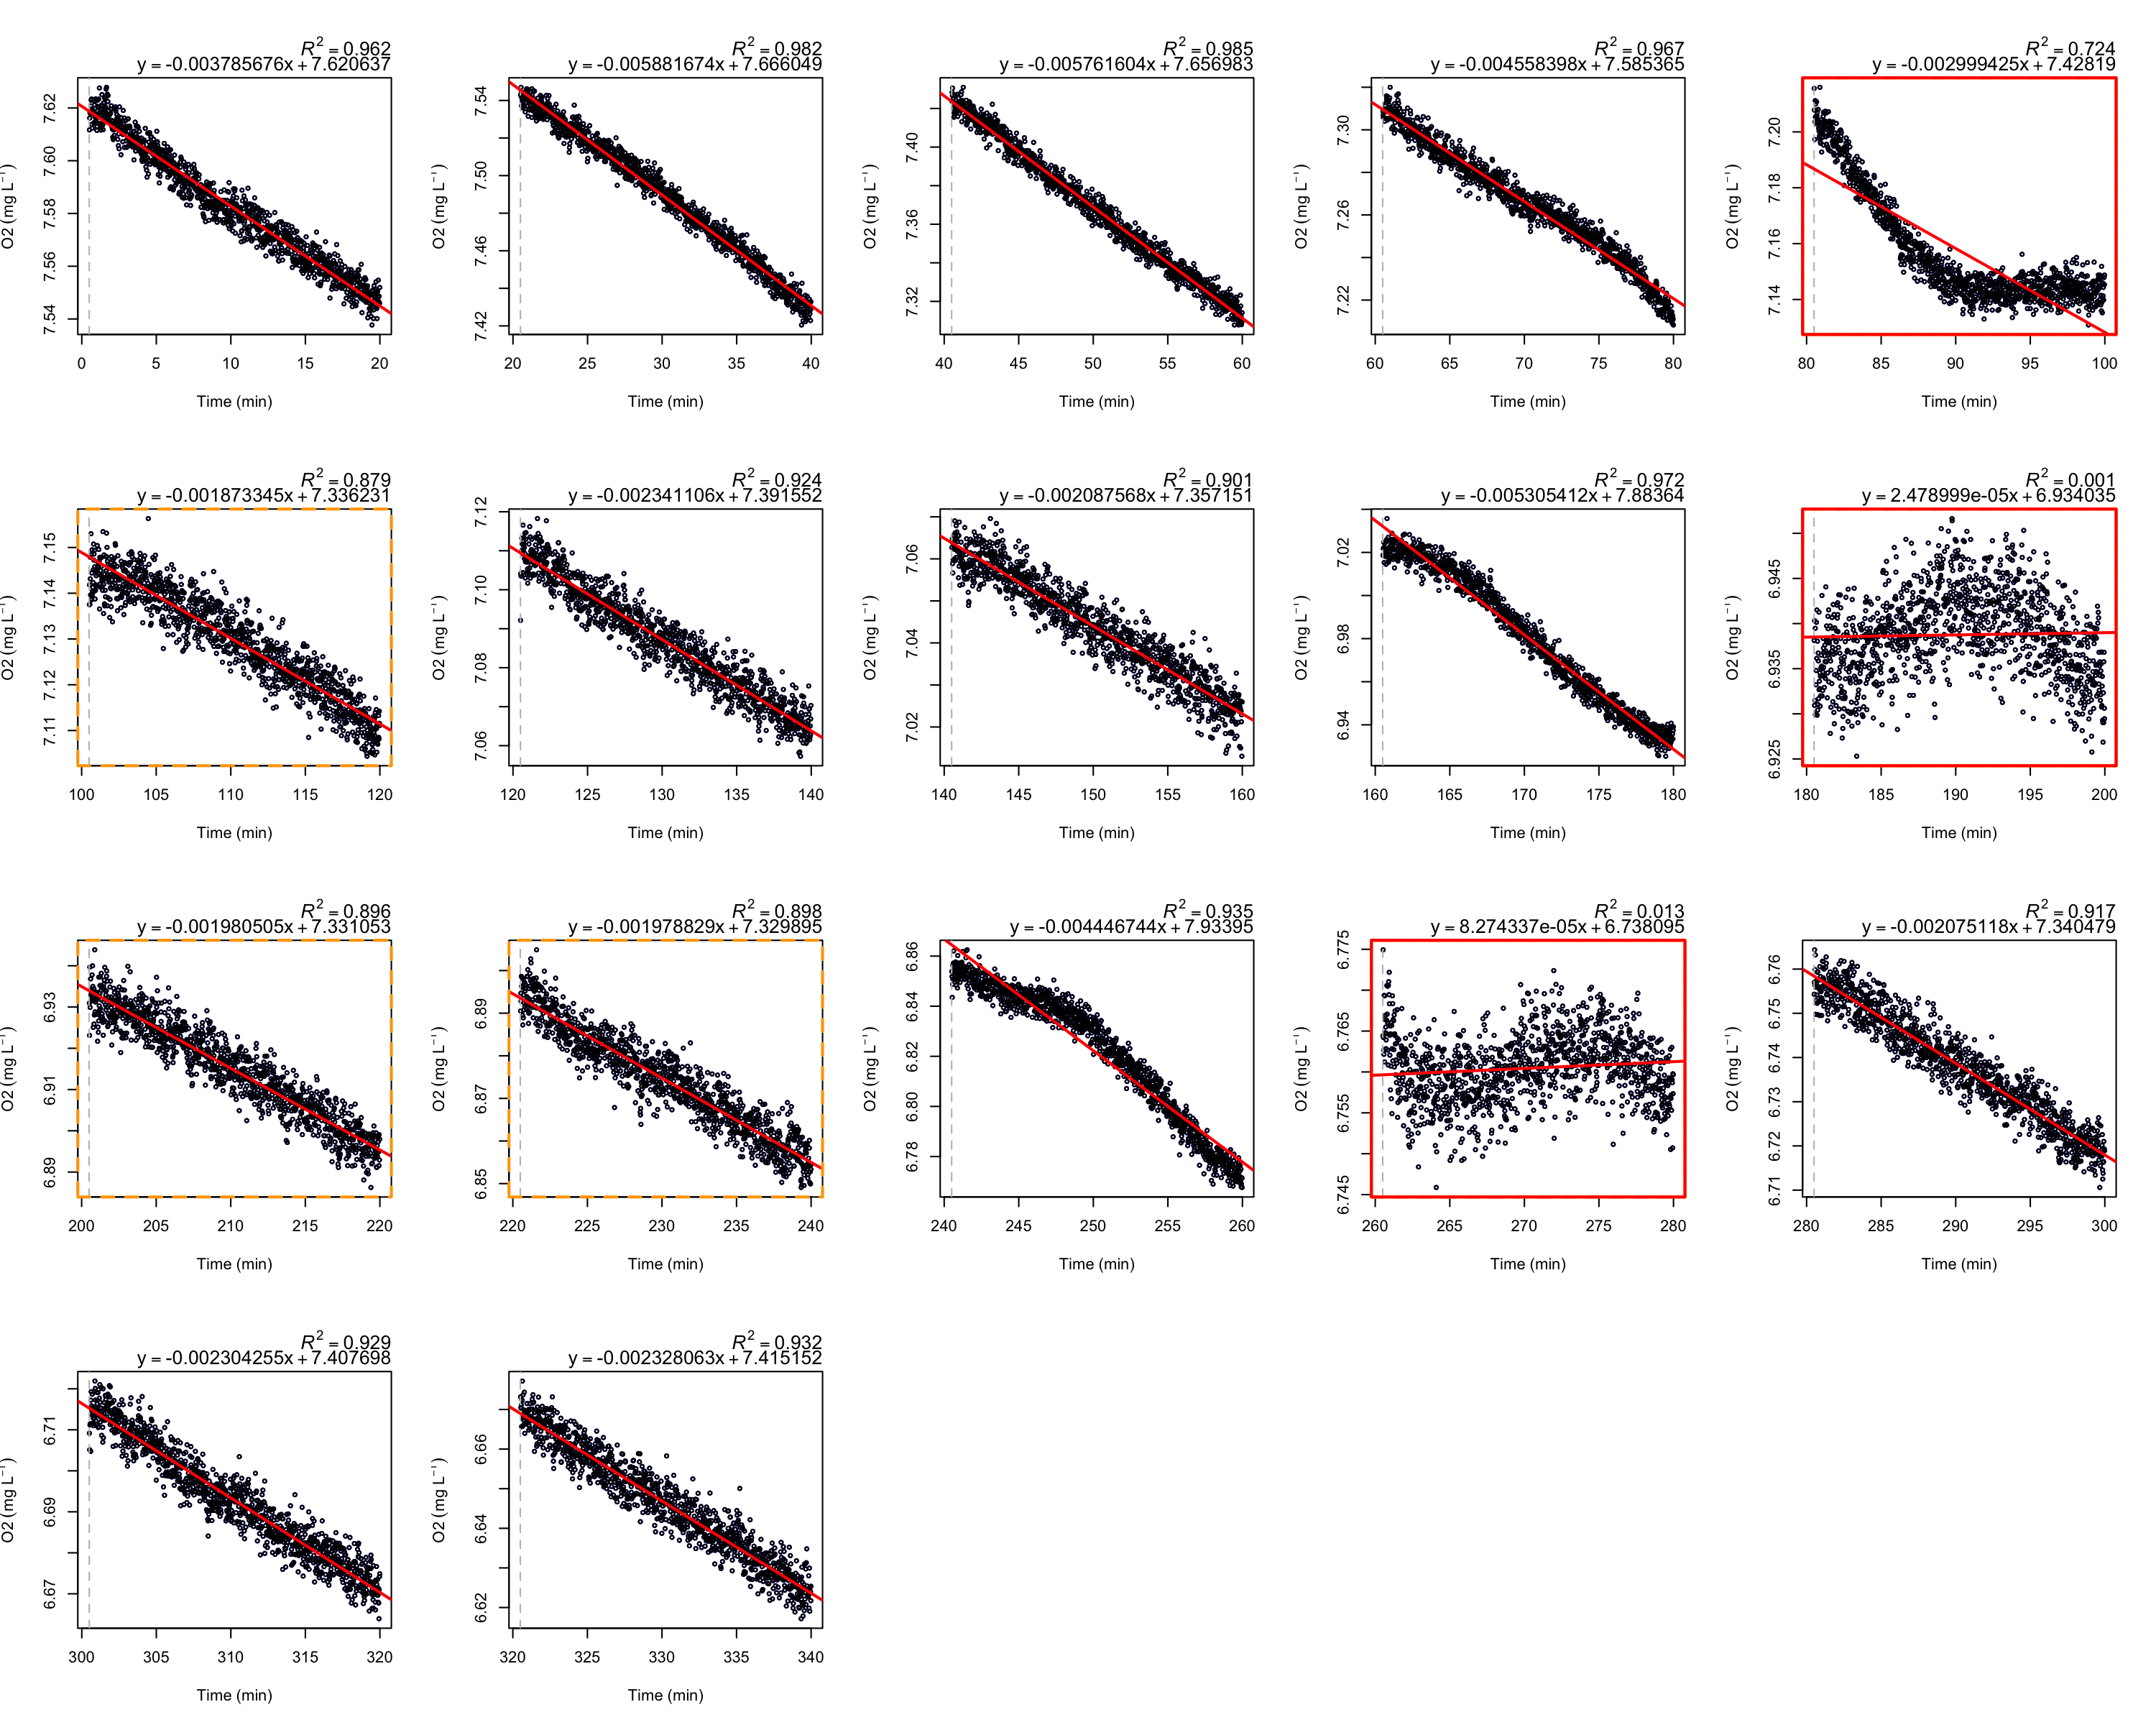 R² = 0.962
y = -0.003785676x + 7.620637
O2 (mg L⁻¹)
7.62
7.60
7.58
7.56
7.54
0 5 10 15 20
Time (min)
R² = 0.982
y = -0.005881674x + 7.666049
O2 (mg L⁻¹)
7.54
7.50
7.46
7.42
20 25 30 35 40
Time (min)
R² = 0.985
y = -0.005761604x + 7.656983
O2 (mg L⁻¹)
7.40
7.36
7.32
40 45 50 55 60
Time (min)
R² = 0.967
y = -0.004558398x + 7.585365
O2 (mg L⁻¹)
7.30
7.26
7.22
60 65 70 75 80
Time (min)
R² = 0.724
y = -0.002999425x + 7.42819
O2 (mg L⁻¹)
7.20
7.18
7.16
7.14
80 85 90 95 100
Time (min)
R² = 0.879
y = -0.001873345x + 7.336231
O2 (mg L⁻¹)
7.15
7.14
7.13
7.12
7.11
100 105 110 115 120
Time (min)
R² = 0.924
y = -0.002341106x + 7.391552
O2 (mg L⁻¹)
7.12
7.10
7.08
7.06
120 125 130 135 140
Time (min)
R² = 0.901
y = -0.002087568x + 7.357151
O2 (mg L⁻¹)
7.06
7.04
7.02
140 145 150 155 160
Time (min)
R² = 0.972
y = -0.005305412x + 7.88364
O2 (mg L⁻¹)
7.02
6.98
6.94
160 165 170 175 180
Time (min)
R² = 0.001
y = 2.478999e-05x + 6.934035
O2 (mg L⁻¹)
6.945
6.935
6.925
180 185 190 195 200
Time (min)
R² = 0.896
y = -0.001980505x + 7.331053
O2 (mg L⁻¹)
6.93
6.91
6.89
200 205 210 215 220
Time (min)
R² = 0.898
y = -0.001978829x + 7.329895
O2 (mg L⁻¹)
6.89
6.87
6.85
220 225 230 235 240
Time (min)
R² = 0.935
y = -0.004446744x + 7.93395
O2 (mg L⁻¹)
6.86
6.84
6.82
6.80
6.78
240 245 250 255 260
Time (min)
R² = 0.013
y = 8.274337e-05x + 6.738095
O2 (mg L⁻¹)
6.775
6.765
6.755
6.745
260 265 270 275 280
Time (min)
R² = 0.917
y = -0.002075118x + 7.340479
O2 (mg L⁻¹)
6.76
6.75
6.74
6.73
6.72
6.71
280 285 290 295 300
Time (min)
R² = 0.929
y = -0.002304255x + 7.407698
O2 (mg L⁻¹)
6.71
6.69
6.67
300 305 310 315 320
Time (min)
R² = 0.932
y = -0.002328063x + 7.415152
O2 (mg L⁻¹)
6.66
6.64
6.62
320 325 330 335 340
Time (min)